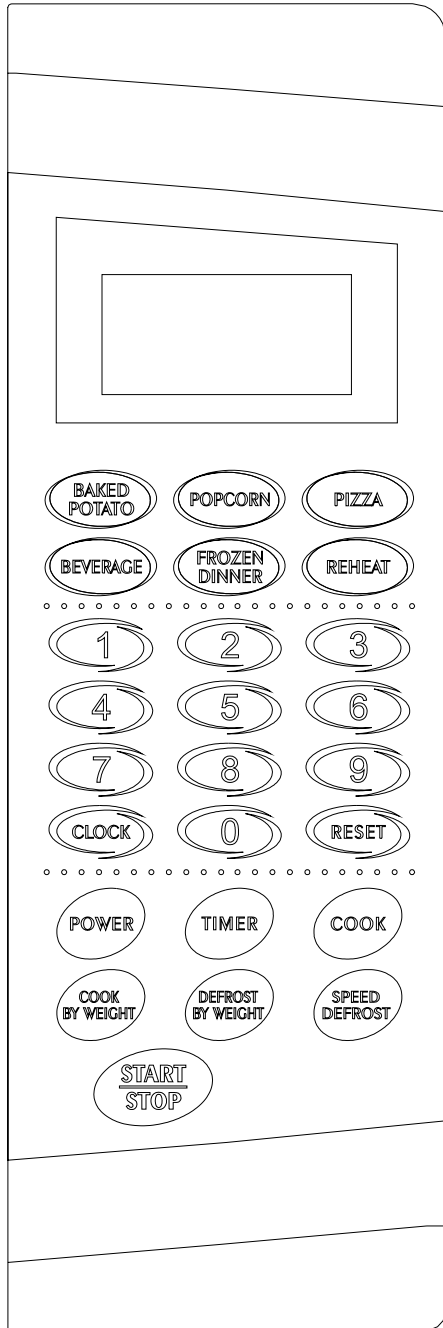 BAKED
POTATO
POPCORN
PIZZA
BEVERAGE
FROZEN
DINNER
REHEAT
1
2
3
4
5
6
7
8
9
CLOCK
0
RESET
POWER
TIMER
COOK
COOK
BY WEIGHT
DEFROST
BY WEIGHT
SPEED
DEFROST
START
STOP